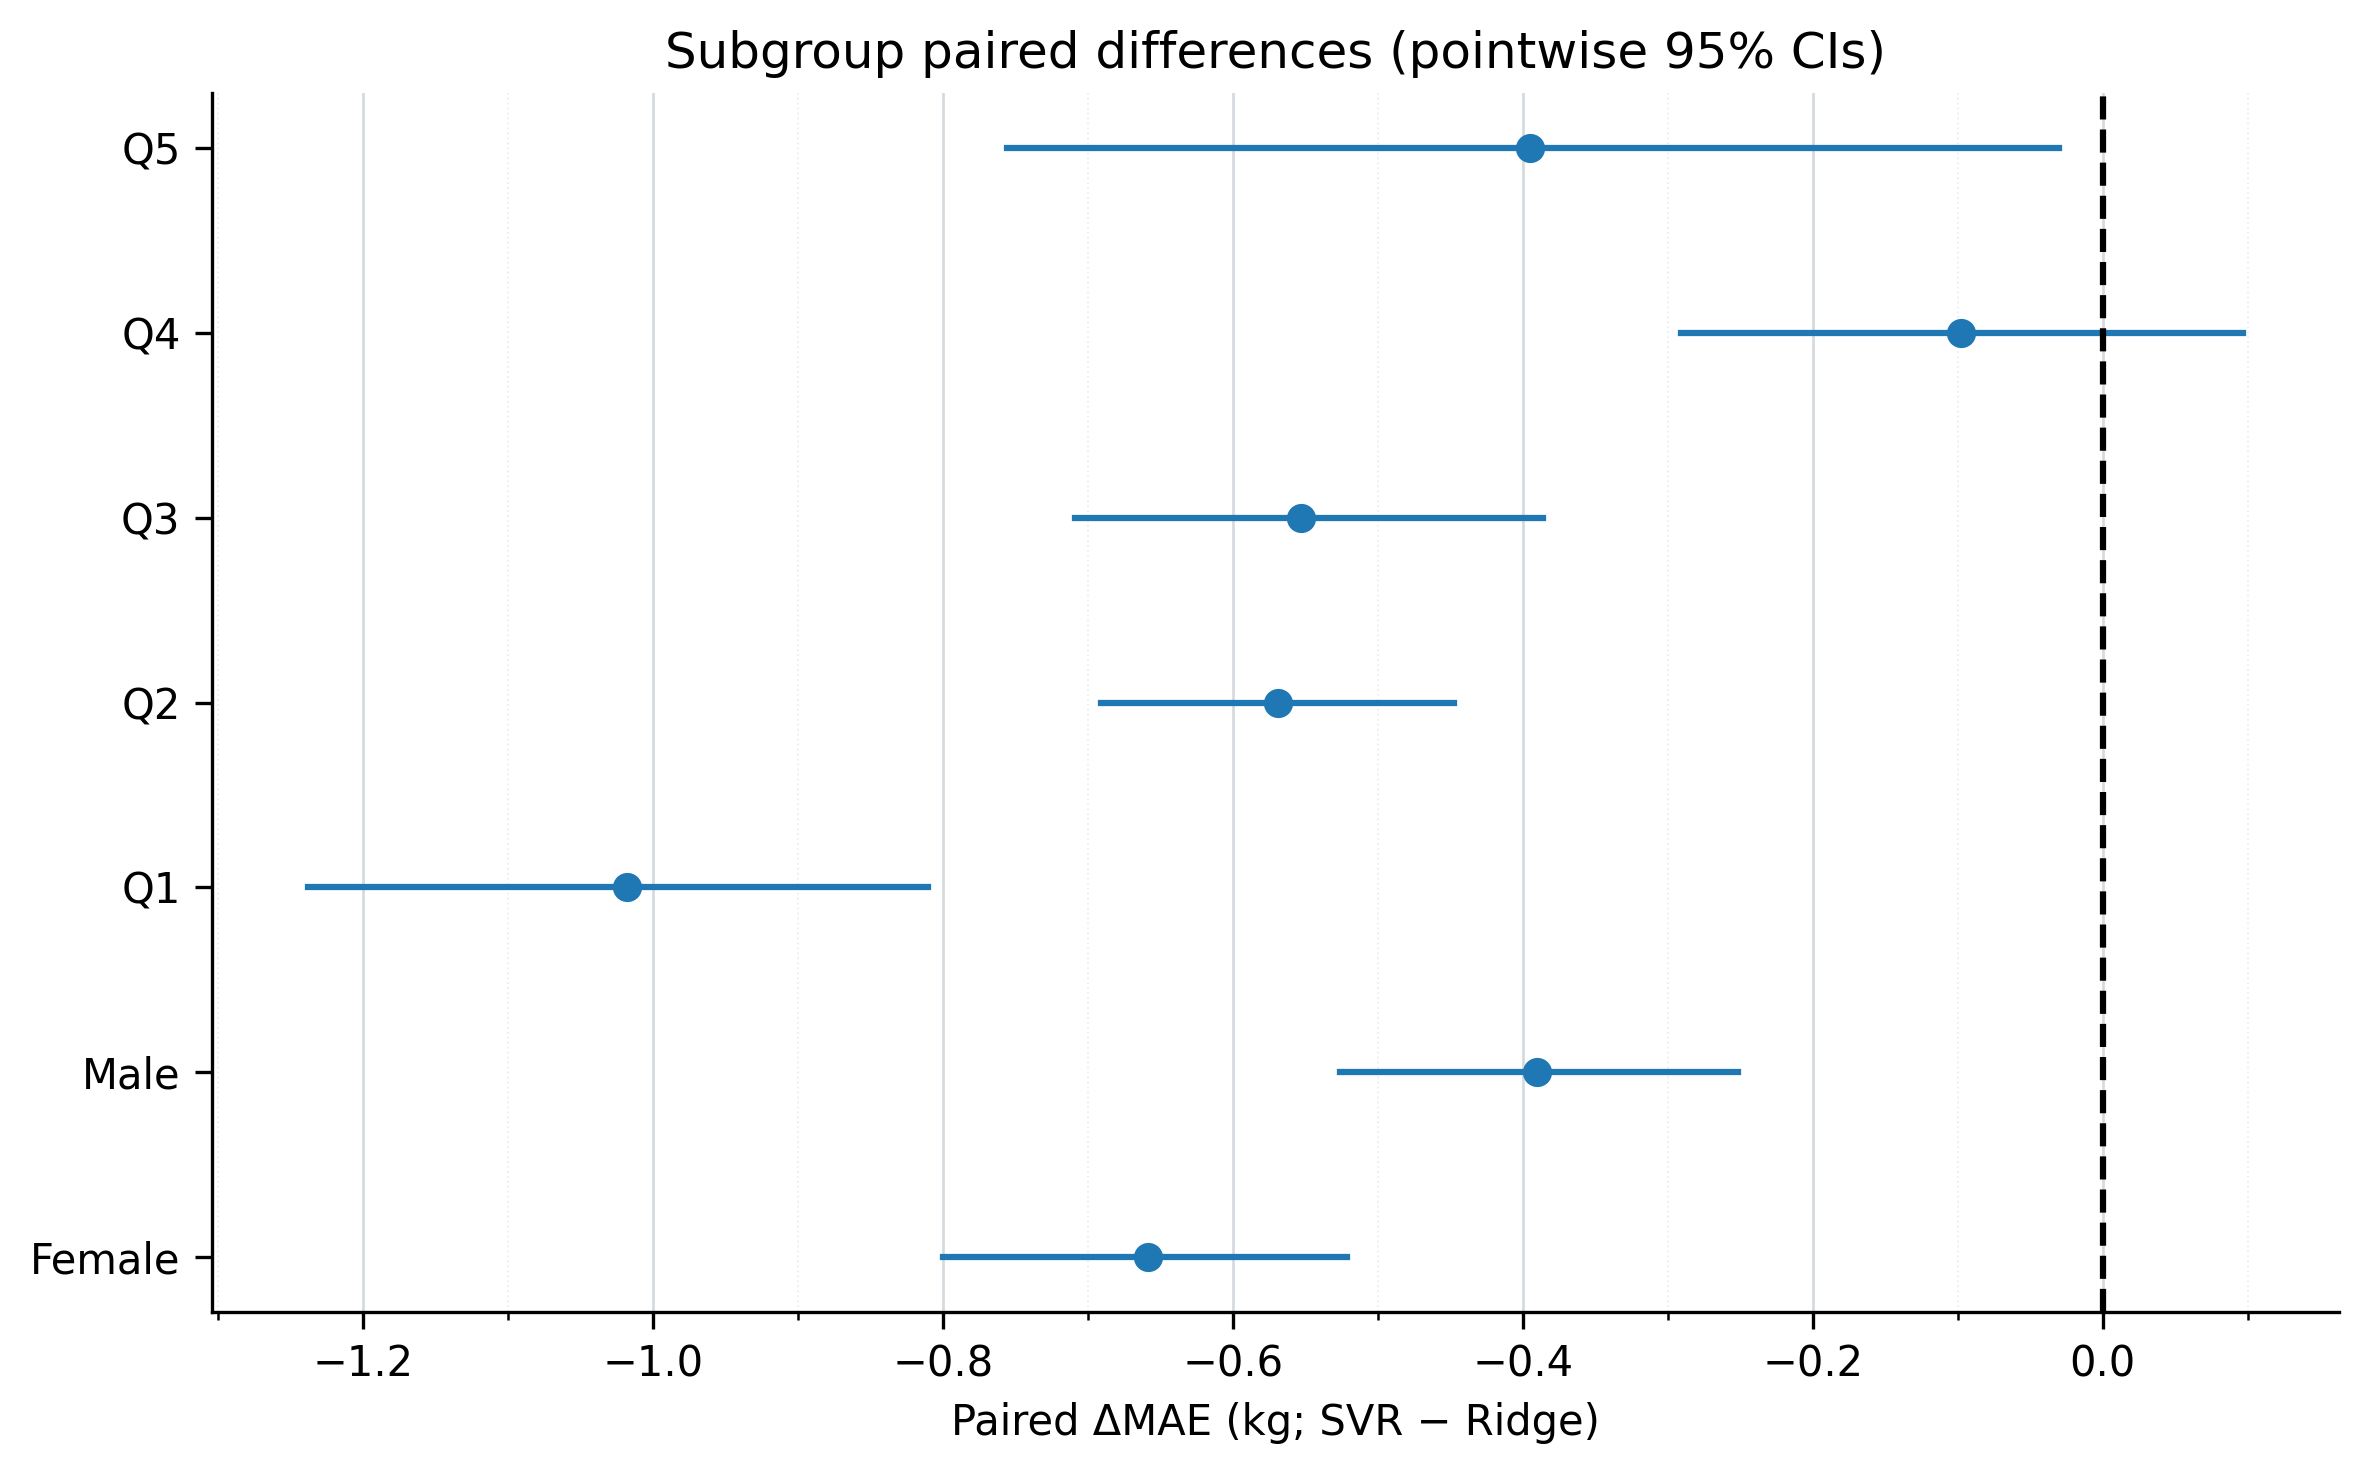 Subgroup paired differences (pointwise 95% CIs)
Q5
Q4
Q3
Q2
Q1
Male
Female
−1.2 −1.0 −0.8 −0.6 −0.4 −0.2 0.0
Paired ΔMAE (kg; SVR − Ridge)